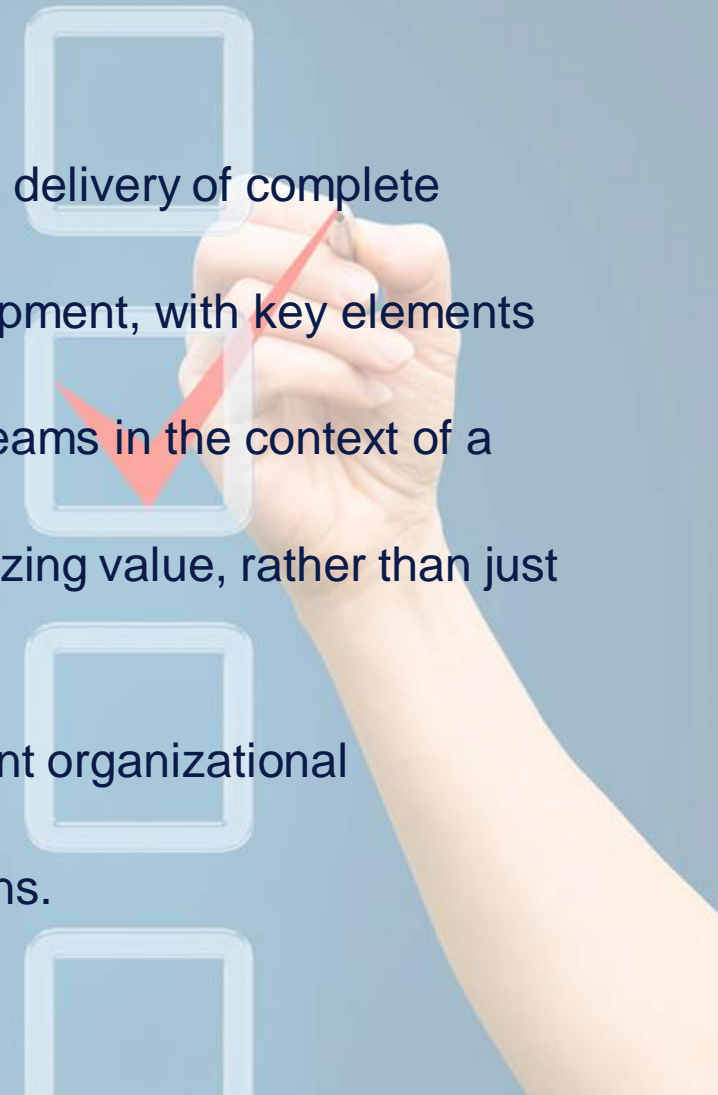 delivery of complete
pment, with key elements
eams in the context of a
zing value, rather than just
nt organizational
ns.